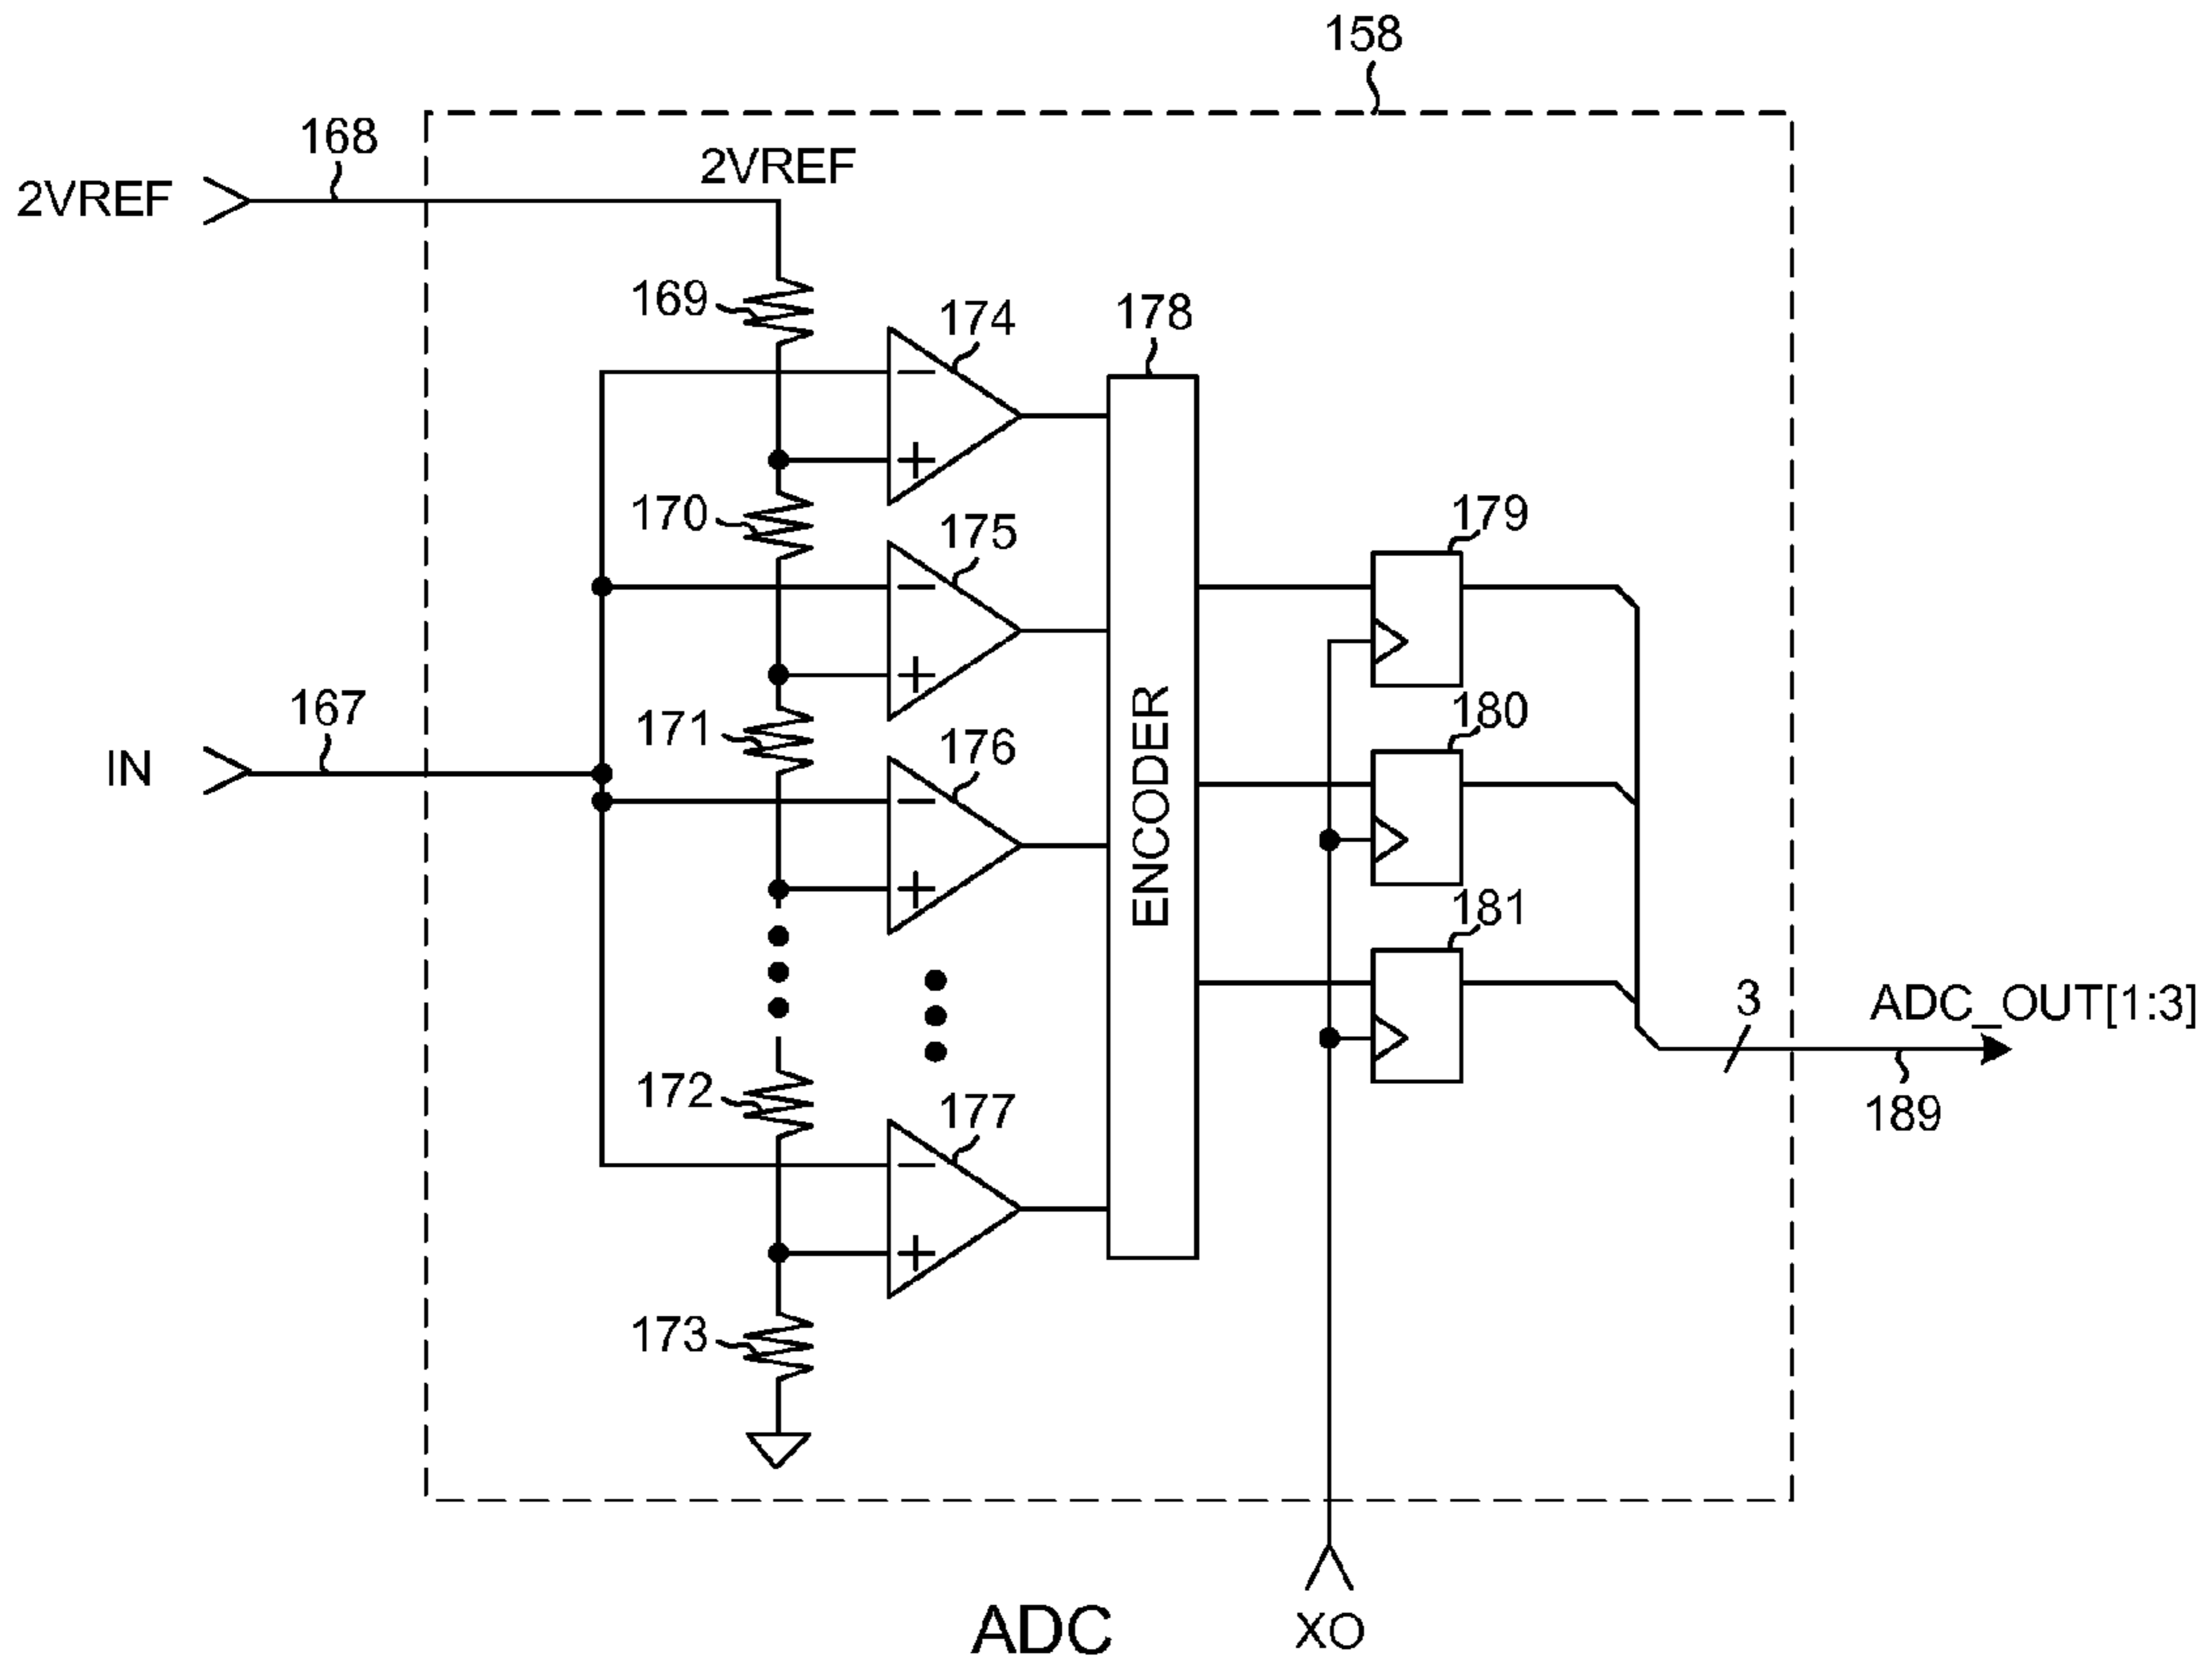 158
168
2VREF
2VREF
169
174
178
170
175
179
167
171
176
180
IN
ENCODER
181
3
ADC_OUT[1:3]
172
177
189
173
ADC
XO